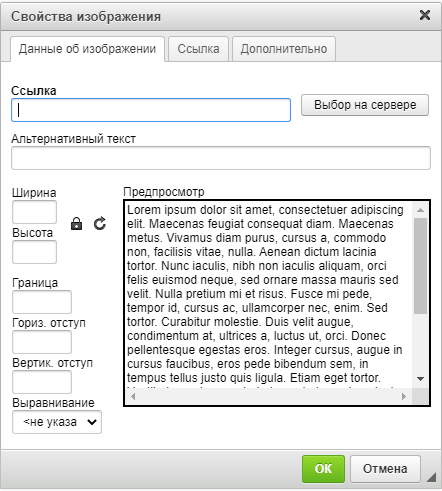 Свойства изображения
Данные об изображении
Ссылка
Дополнительно
Ссылка
Выбор на сервере
Альтернативный текст
Ширина
Высота
Граница
Гориз. отступ
Вертик. отступ
Выравнивание
<не указа
Предпросмотр
Lorem ipsum dolor sit amet, consectetuer adipiscing
elit. Maecenas feugiat consequat diam. Maecenas
metus. Vivamus diam purus, cursus a, commodo
non, facilisis vitae, nulla. Aenean dictum lacinia
tortor. Nunc iaculis, nibh non iaculis aliquam, orci
felis euismod neque, sed ornare massa mauris sed
velit. Nulla pretium mi et risus. Fusce mi pede,
tempor id, cursus ac, ullamcorper nec, enim. Sed
tortor. Curabitur molestie. Duis velit augue,
condimentum at, ultrices a, luctus ut, orci. Donec
pellentesque egestas eros. Integer cursus, augue in
cursus faucibus, eros pede bibendum sem, in
tempus tellus justo quis ligula. Etiam eget tortor.
ОК
Отмена